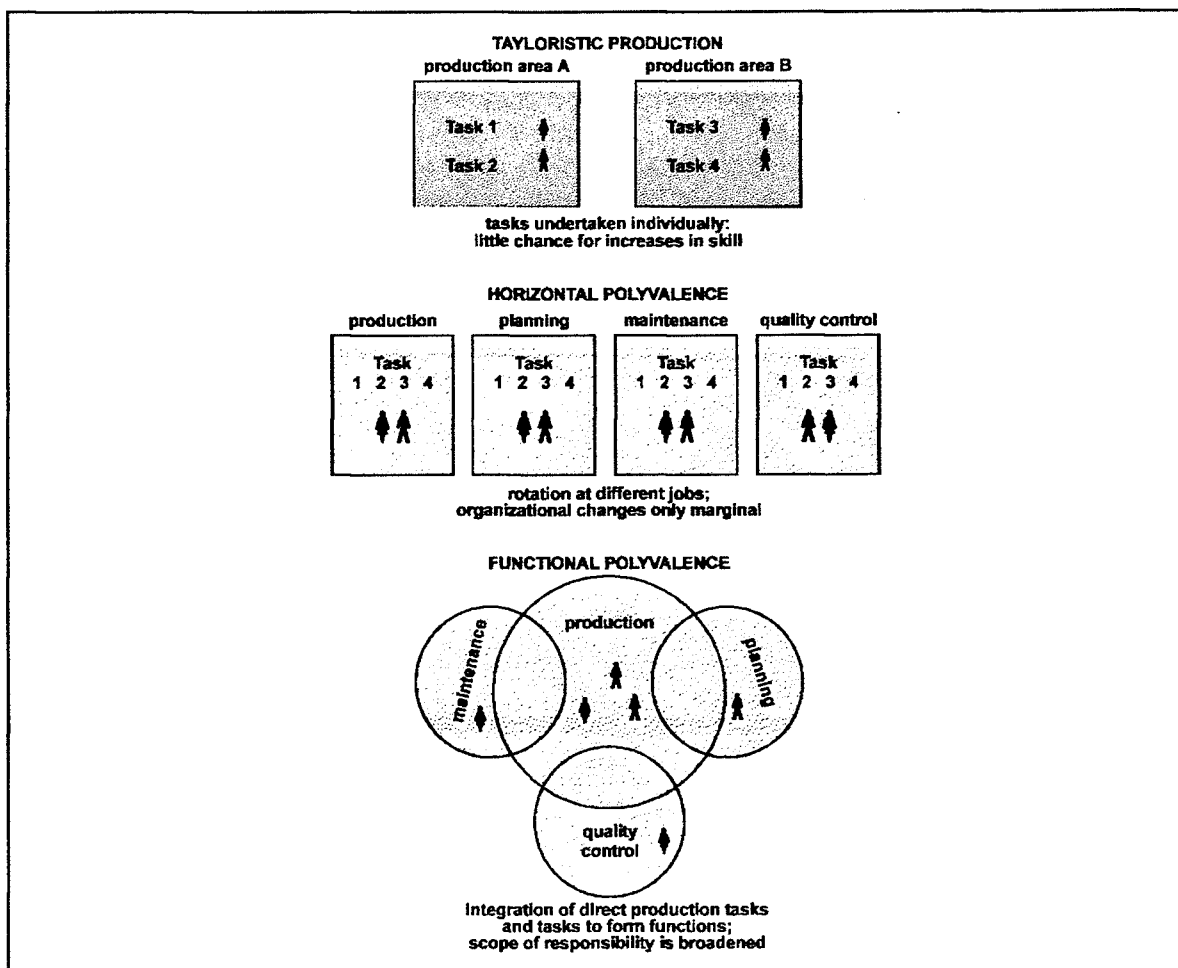 TAYLORISTIC PRODUCTION
production area A production area B
Task 1 Task 3
Task 2 Task 4
tasks undertaken individually:
little chance for increases in skill
HORIZONTAL POLYVALENCE
production planning maintenance quality control
Task Task Task Task
1 2 3 4 1 2 3 4 1 2 3 4 1 2 3 4
rotation at different jobs;
organizational changes only marginal
FUNCTIONAL POLYVALENCE
maintenance
production
planning
quality
control
integration of direct production tasks
and tasks to form functions;
scope of responsibility is broadened